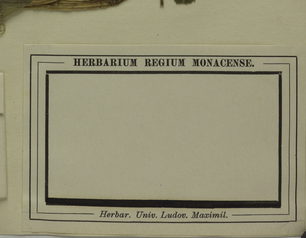 HERBARIUM REGIUM MONACENSE.
Herbar. Univ. Ludov. Maximil.